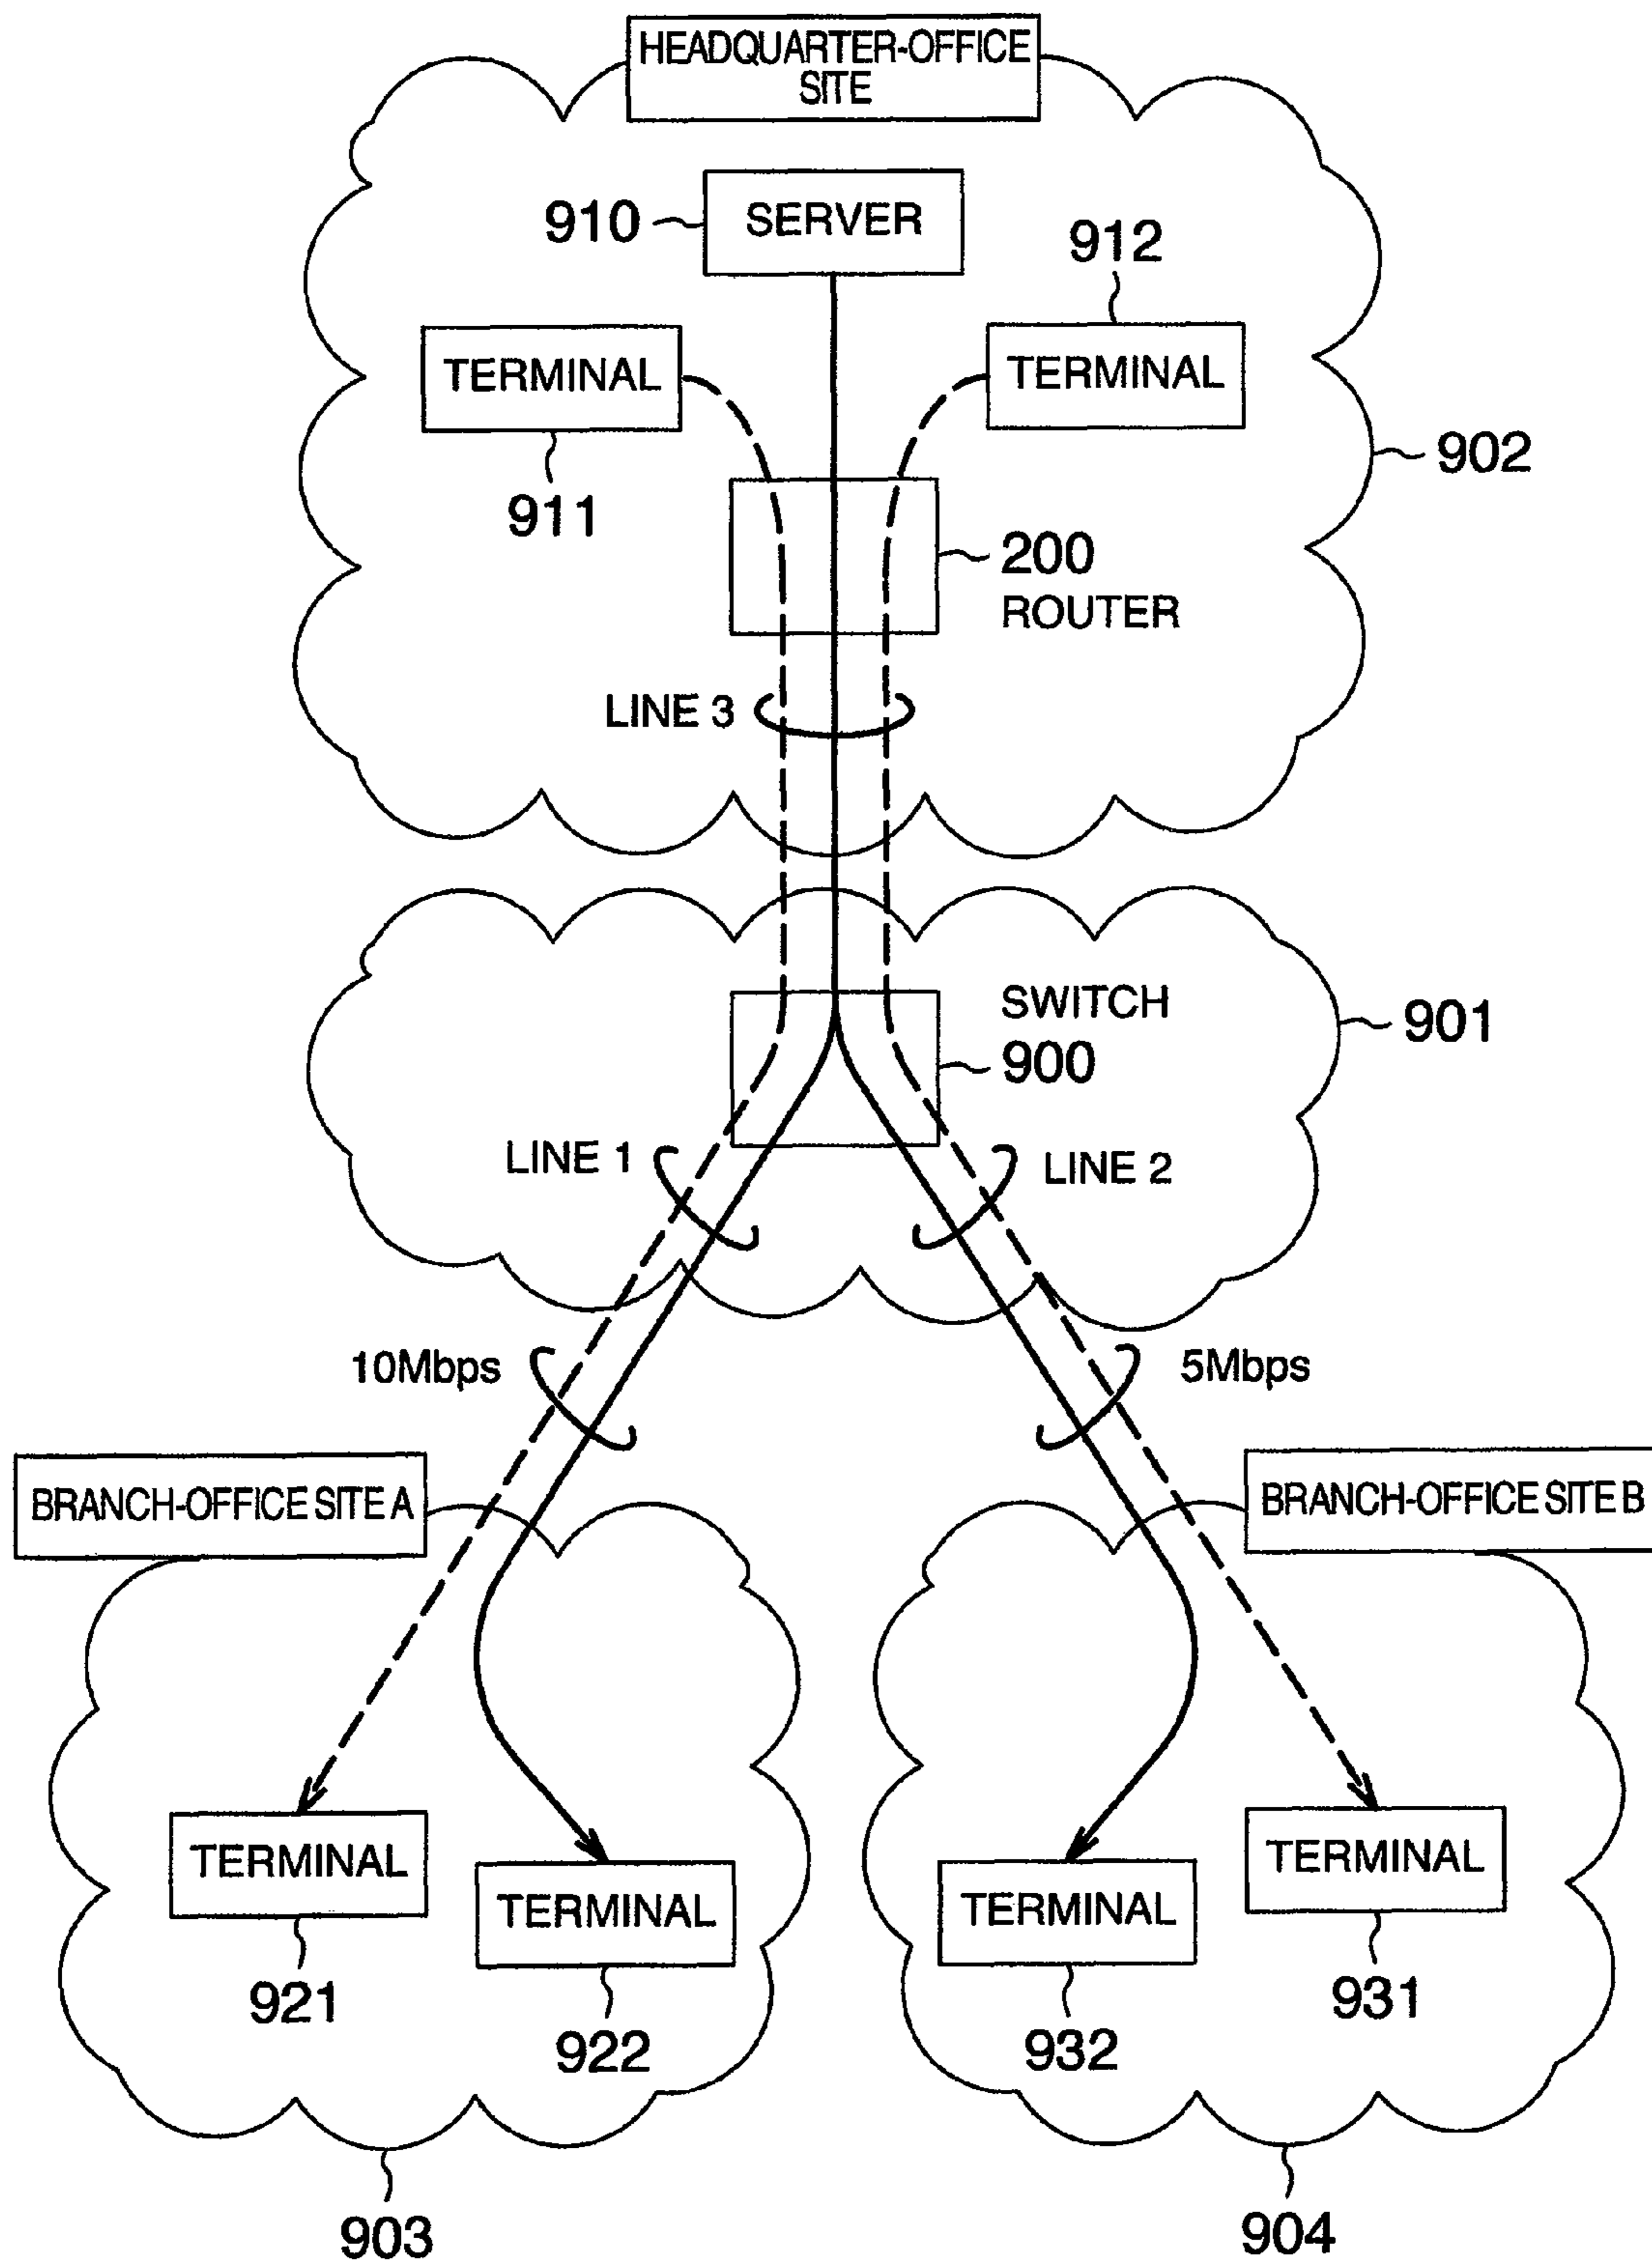 HEADQUARTER-OFFICE
SITE
910
SERVER
912
TERMINAL
TERMINAL
911
902
200
ROUTER
LINE 3
SWITCH
900
901
LINE 1
LINE 2
10Mbps
5Mbps
BRANCH-OFFICE SITE A
BRANCH-OFFICE SITE B
TERMINAL
TERMINAL
TERMINAL
TERMINAL
921
922
932
931
903
904